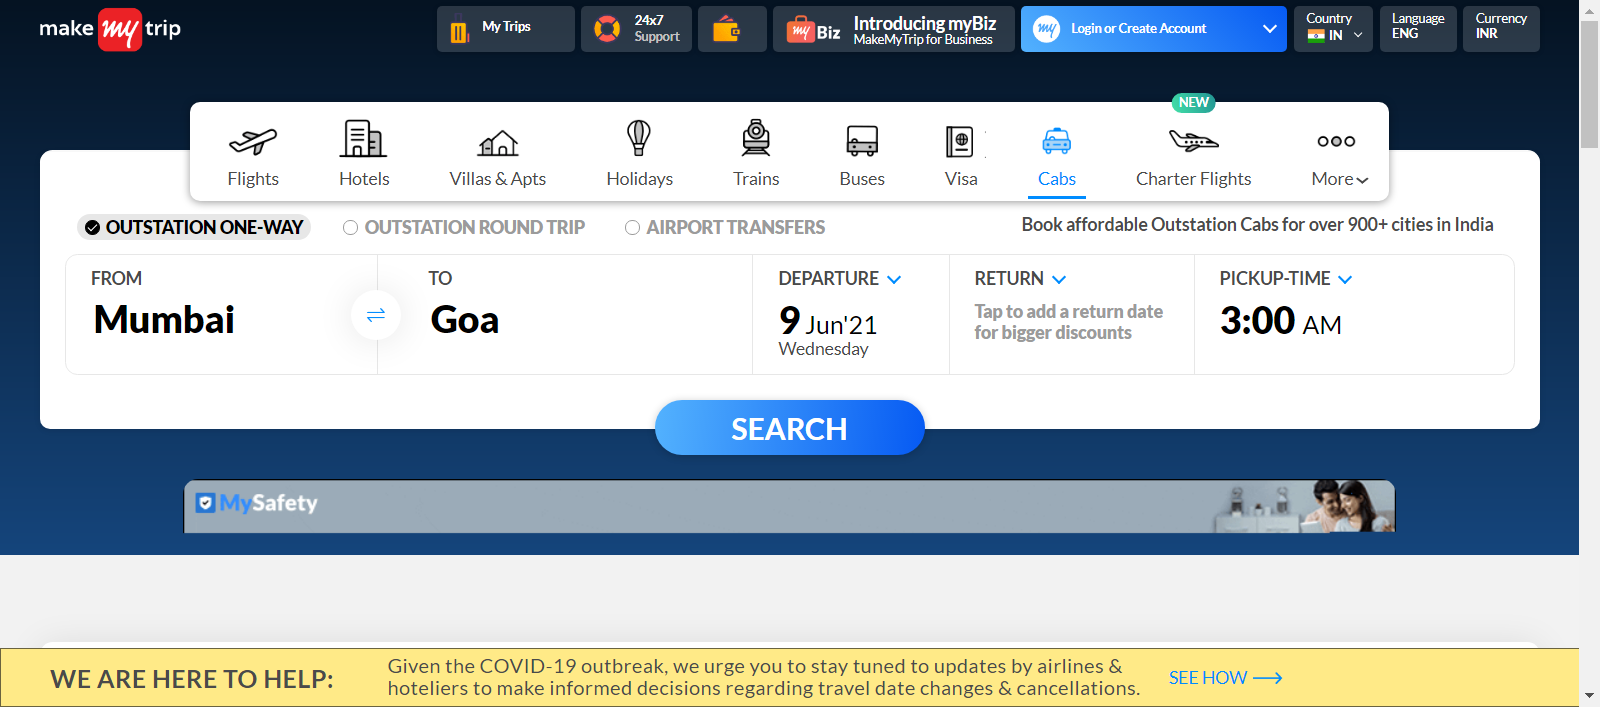 make my trip
My Trips
24x7
Support
my Biz
Introducing myBiz
MakeMyTrip for Business
my Login or Create Account
Country
IN
Language
ENG
Currency
INR
NEW
Flights
Hotels
Villas & Apts
Holidays
Trains
Buses
Visa
Cabs
Charter Flights
More
OUTSTATION ONE-WAY
OUTSTATION ROUND TRIP
AIRPORT TRANSFERS
Book affordable Outstation Cabs for over 900+ cities in India
FROM
Mumbai
TO
Goa
DEPARTURE
9 Jun'21
Wednesday
RETURN
Tap to add a return date
for bigger discounts
PICKUP-TIME
3:00 AM
SEARCH
MySafety
WE ARE HERE TO HELP:
Given the COVID-19 outbreak, we urge you to stay tuned to updates by airlines &
hoteliers to make informed decisions regarding travel date changes & cancellations.
SEE HOW